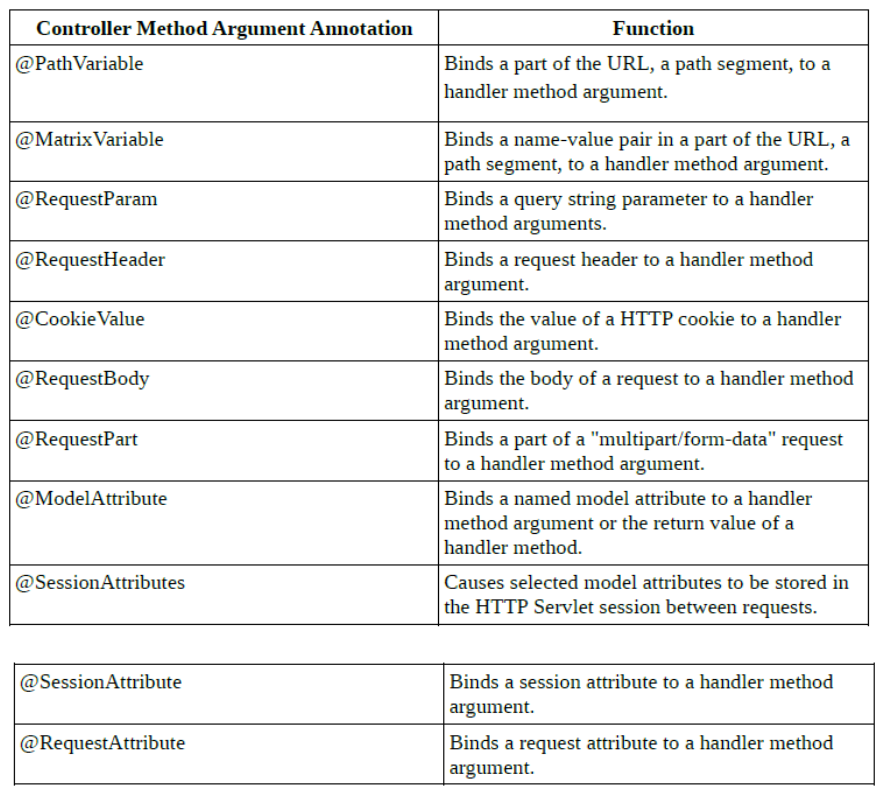 Controller Method Argument Annotation Function
@PathVariable Binds a part of the URL, a path segment, to a
handler method argument.
@MatrixVariable Binds a name-value pair in a part of the URL, a
path segment, to a handler method argument.
@RequestParam Binds a query string parameter to a handler
method arguments.
@RequestHeader Binds a request header to a handler method
argument.
@CookieValue Binds the value of a HTTP cookie to a handler
method argument.
@RequestBody Binds the body of a request to a handler method
argument.
@RequestPart Binds a part of a "multipart/form-data" request
to a handler method argument.
@ModelAttribute Binds a named model attribute to a handler
method argument or the return value of a
handler method.
@SessionAttributes Causes selected model attributes to be stored in
the HTTP Servlet session between requests.
@SessionAttribute Binds a session attribute to a handler method
argument.
@RequestAttribute Binds a request attribute to a handler method
argument.